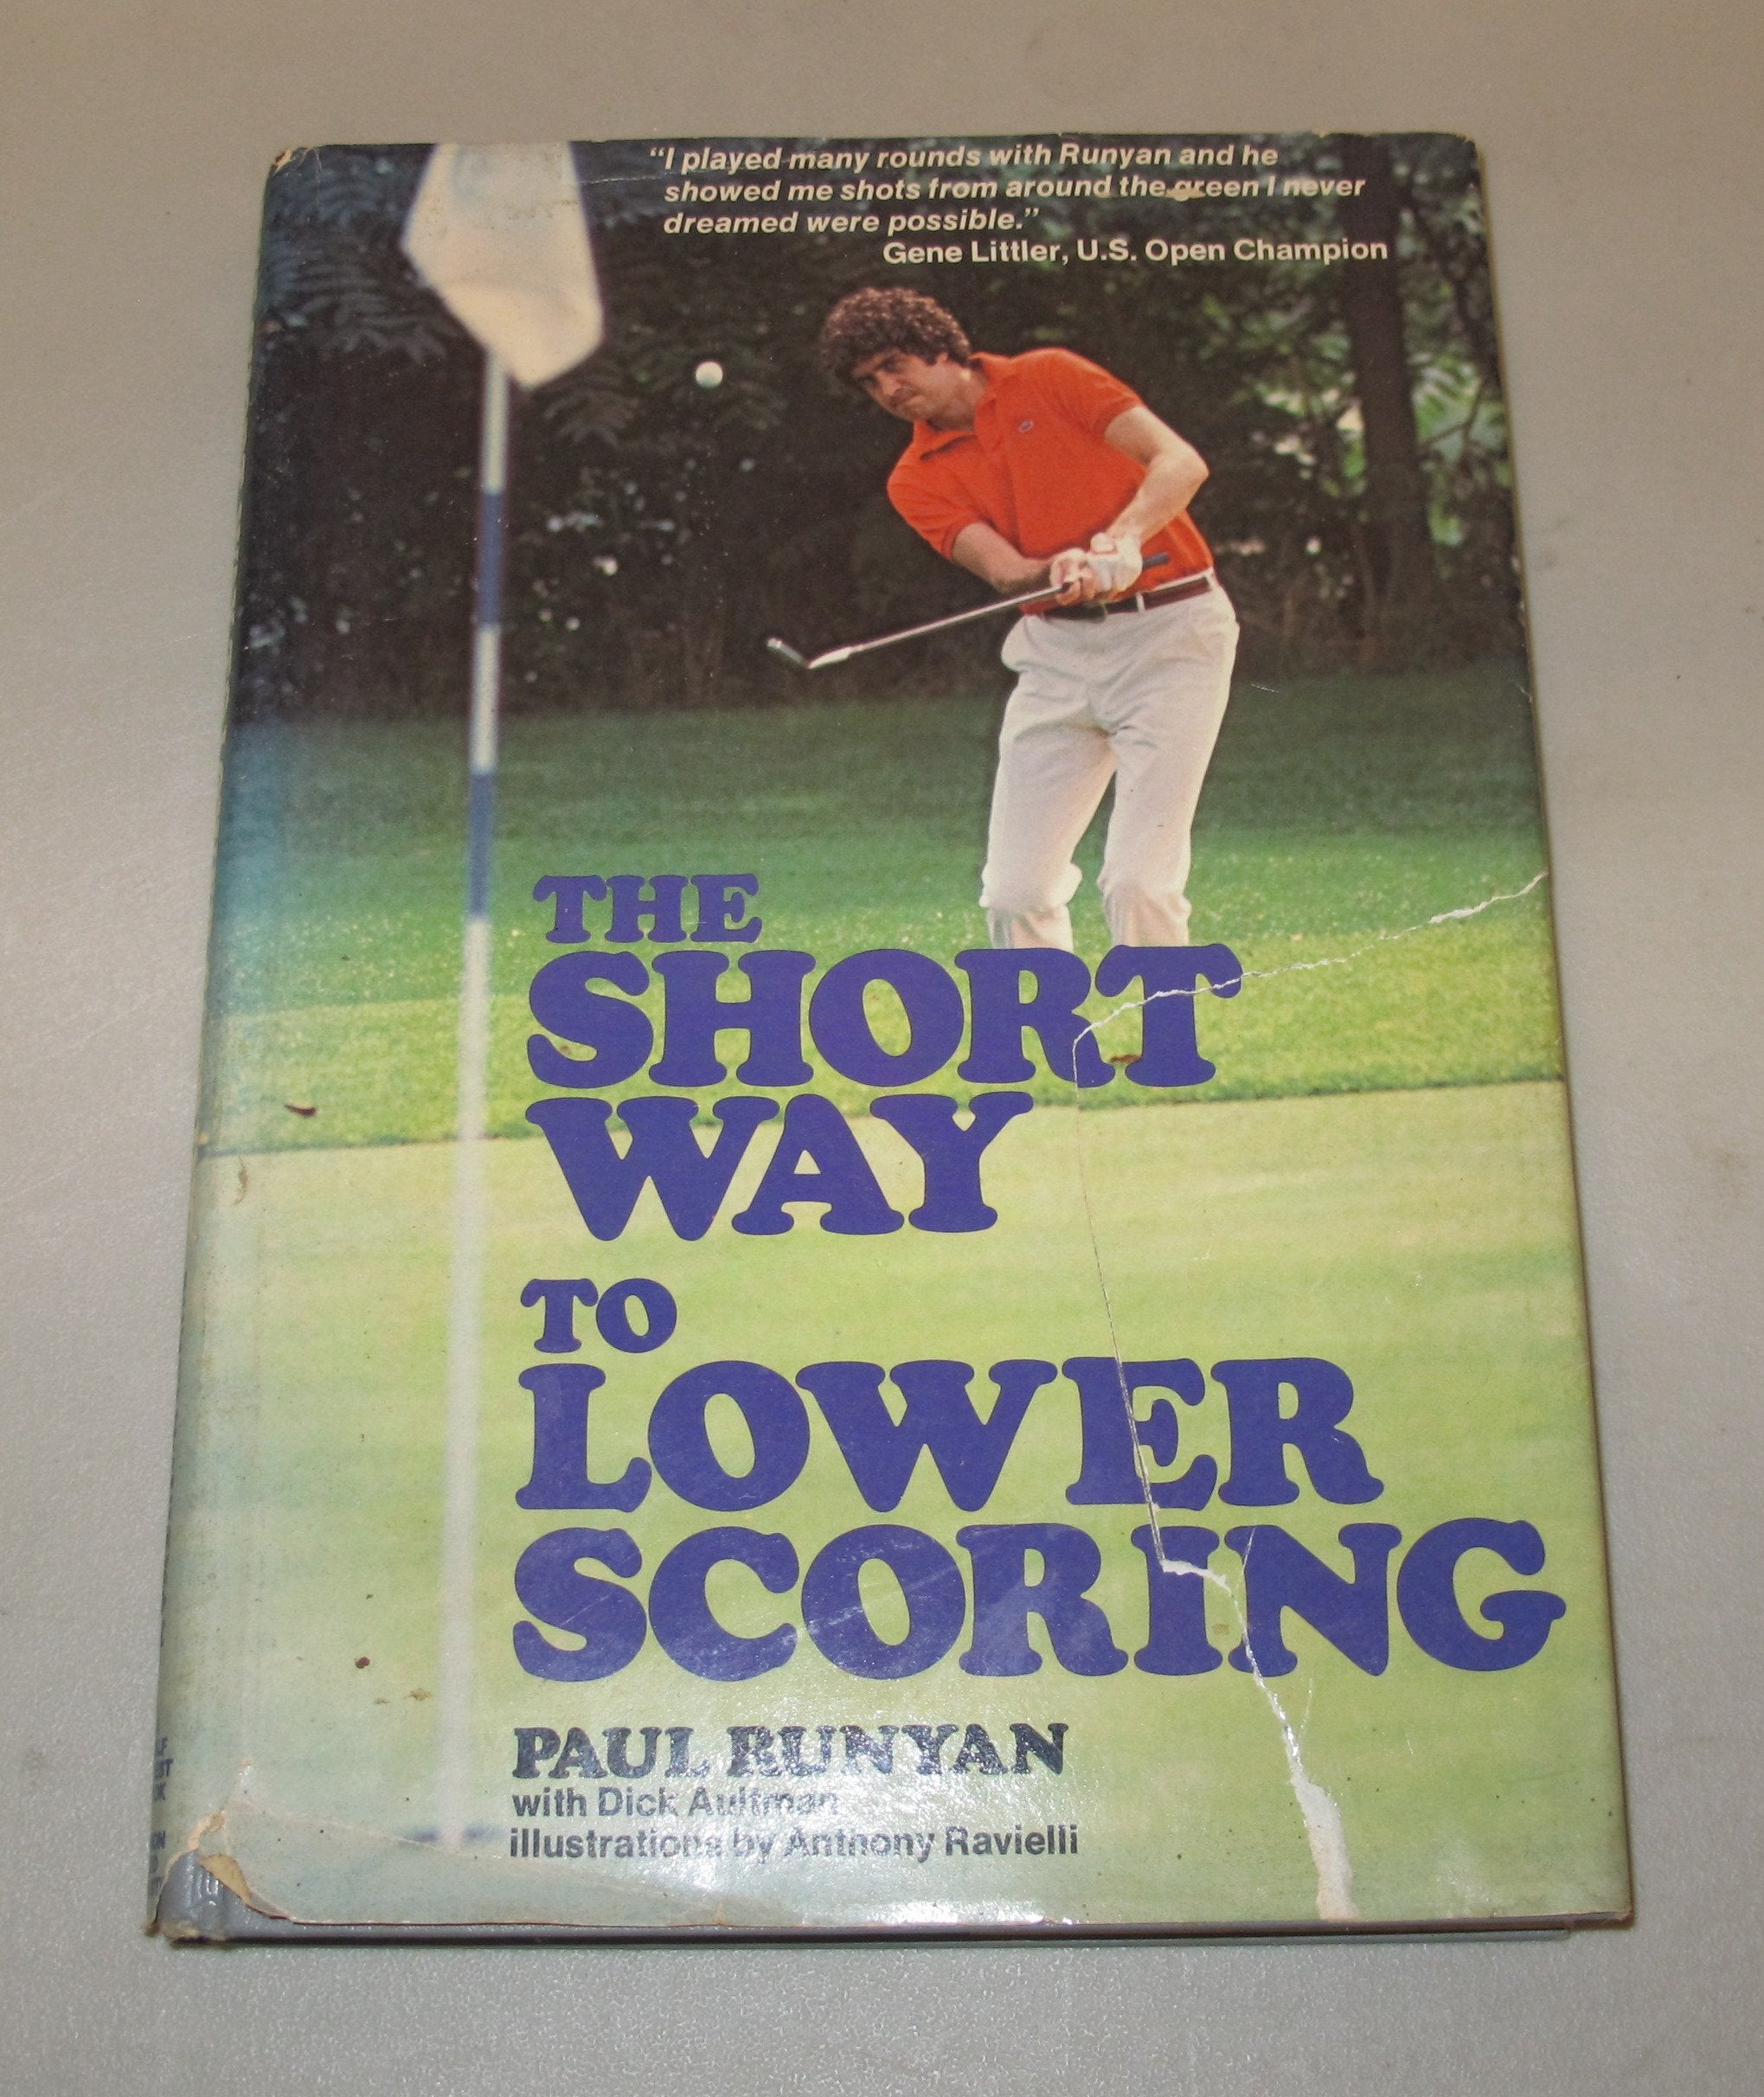 “I played many rounds with Runyan and he
showed me shots from around the green I never
dreamed were possible.”
Gene Littler, U.S. Open Champion
THE
SHORT
WAY
TO
LOWER
SCORING
PAUL RUNYAN
with Dick Aultman
illustrations by Anthony Ravielli